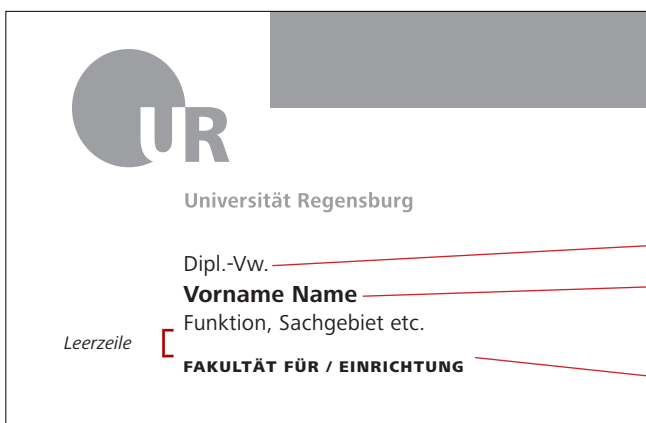 UR
Universität Regensburg
Dipl.-Vw.
Vorname Name
Funktion, Sachgebiet etc.
Leerzeile
FAKULTÄT FÜR / EINRICHTUNG